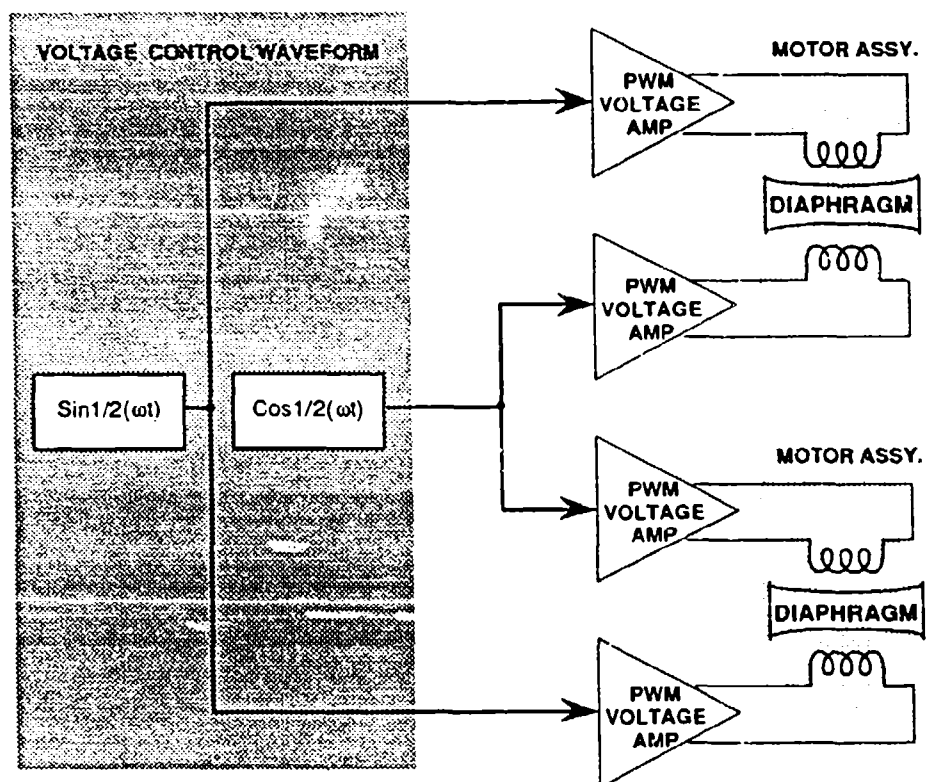 VOLTAGE CONTROL WAVEFORM
MOTOR ASSY.
PWM
VOLTAGE
AMP
DIAPHRAGM
PWM
VOLTAGE
AMP
Sin1/2(ωt)
Cos1/2(ωt)
MOTOR ASSY.
PWM
VOLTAGE
AMP
DIAPHRAGM
PWM
VOLTAGE
AMP